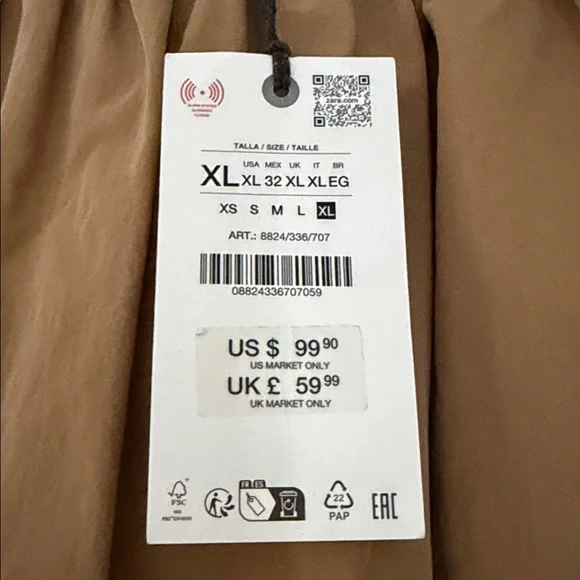 ALARM SYSTEM
zara.com
TALLA / SIZE / TAILLE
USA MEX UK IT BR
XL XL 32 XL XL EG
XS S M L XL
ART.: 8824/336/707
08824336707059
US $ 99 90
US MARKET ONLY
UK £ 59 99
UK MARKET ONLY
FR ES
FSC
22
PAP
EAC